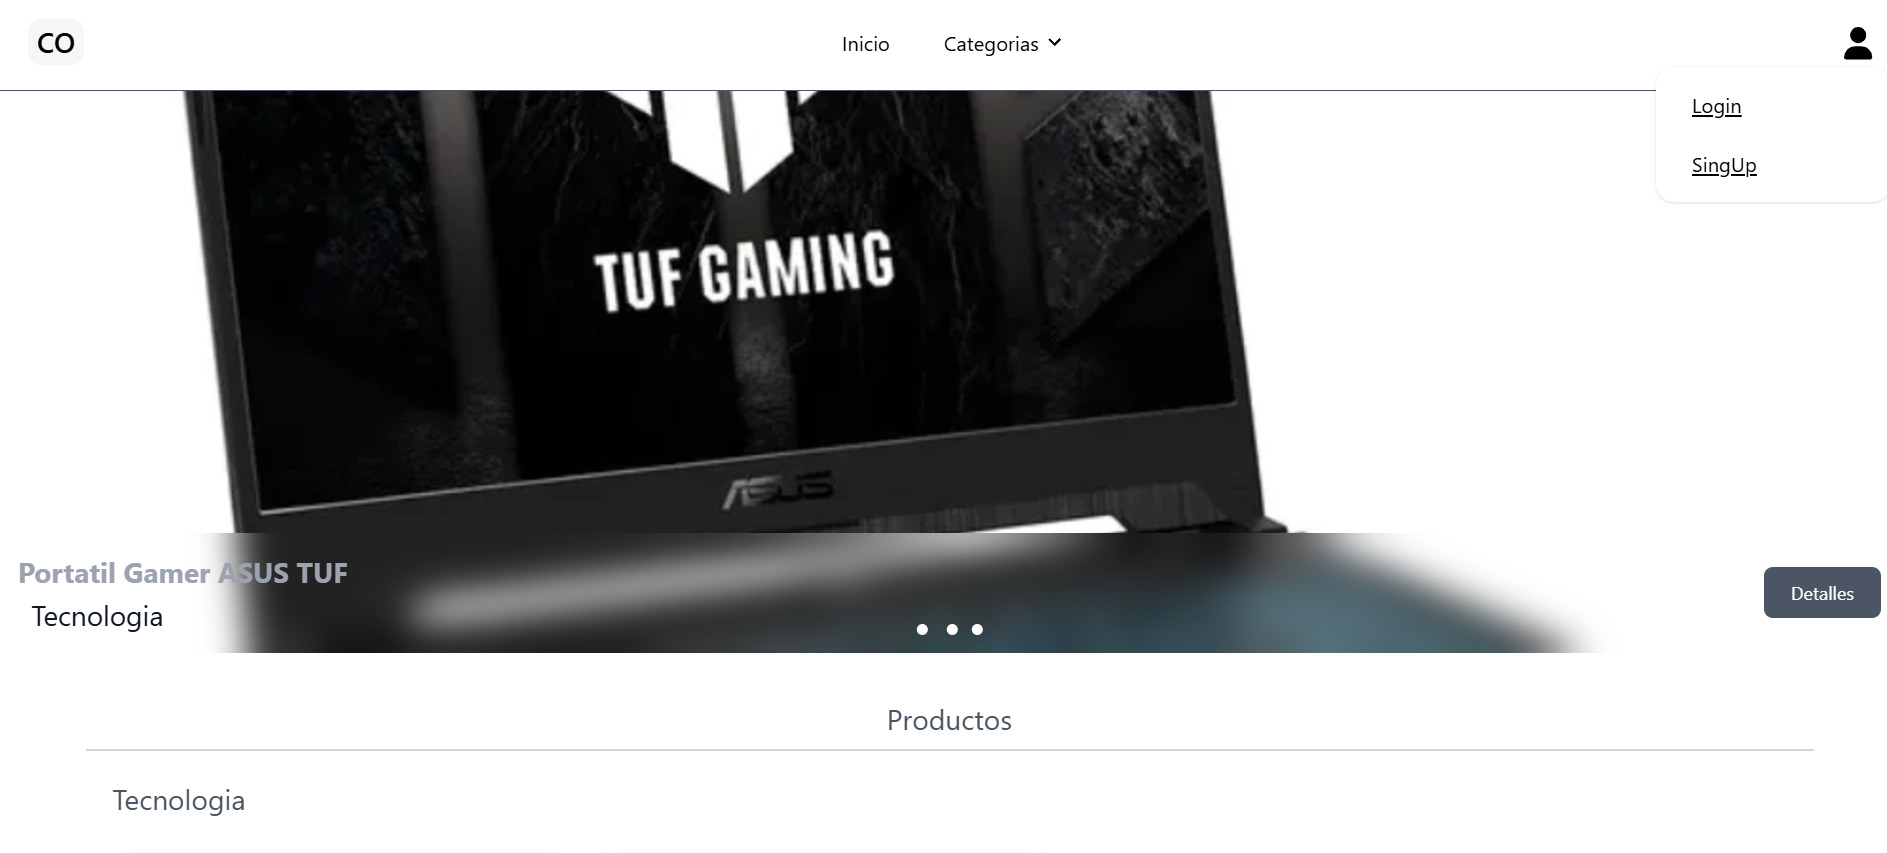 CO
Inicio
Categorias
Login
SingUp
TUF GAMING
ASUS
Portatil Gamer ASUS TUF
Tecnologia
Detalles
Productos
Tecnologia